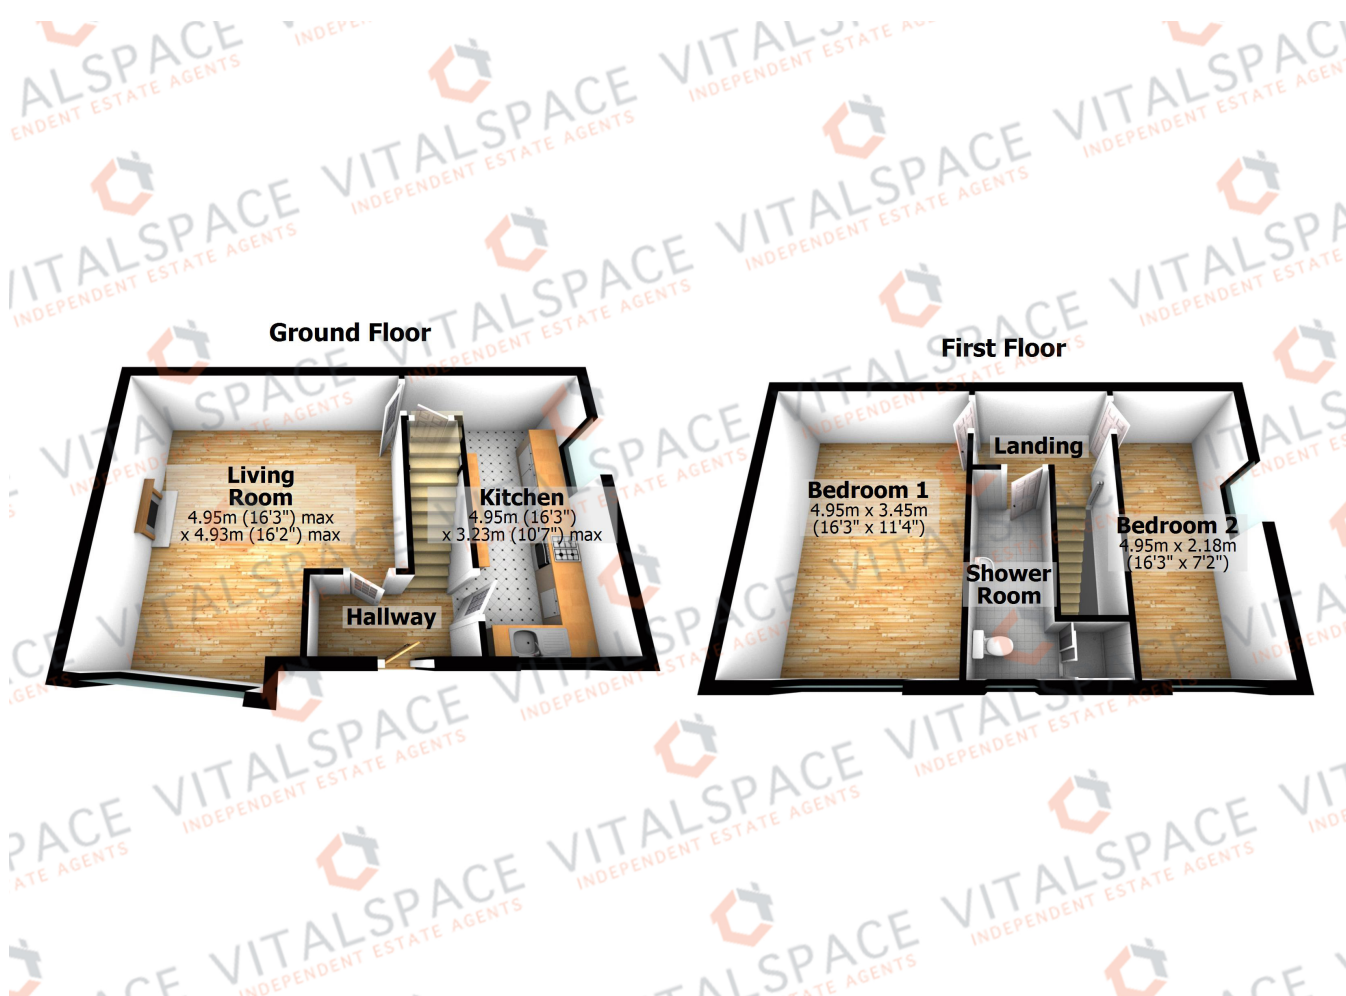 Ground Floor
Living
Room
4.95m (16'3") max
x 4.93m (16'2") max
Kitchen
4.95m (16'3")
x 3.23m (10'7") max
Hallway
First Floor
Landing
Bedroom 1
4.95m x 3.45m
(16'3" x 11'4")
Bedroom 2
4.95m x 2.18m
(16'3" x 7'2")
Shower
Room
VITALSPACE
INDEPENDENT ESTATE AGENTS